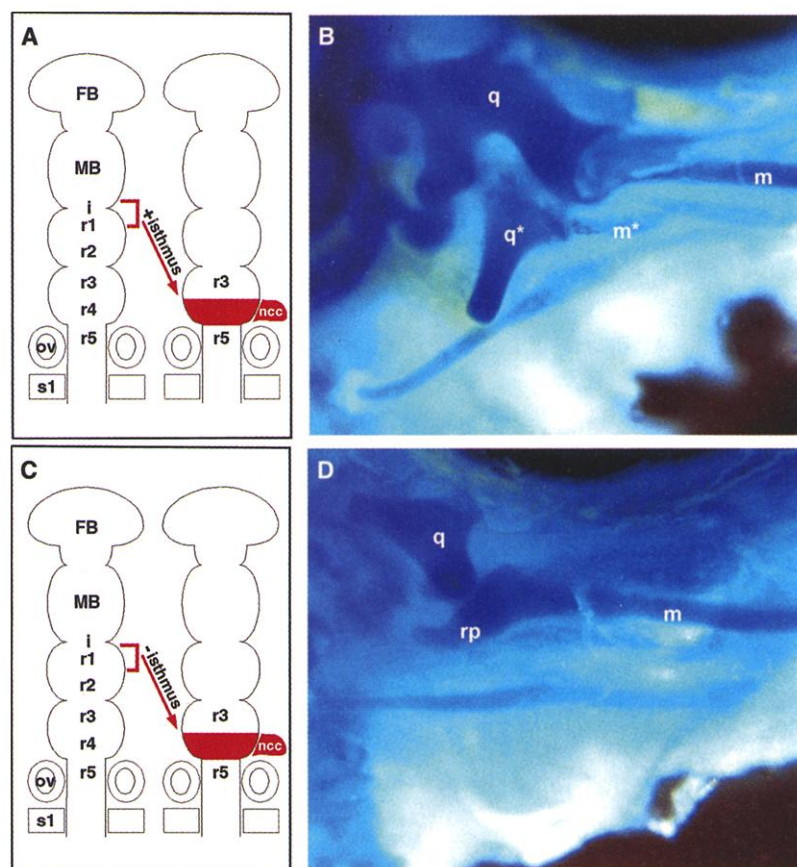 A
FB
MB
i
r1
r2
r3
r4
r5
ov
s1
+isthmus
r3
ncc
r5
B
q
m
q*
m*
C
FB
MB
i
r1
r2
r3
r4
r5
ov
s1
-isthmus
r3
ncc
r5
D
q
rp
m